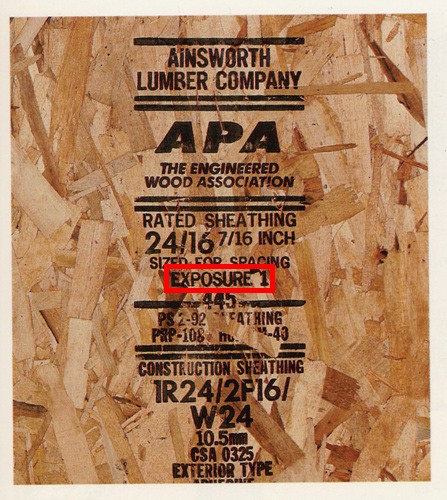 AINSWORTH
LUMBER COMPANY
APA
THE ENGINEERED
WOOD ASSOCIATION
RATED SHEATHING
24/16 7/16 INCH
SIZED FOR SPACING
EXPOSURE 1
445
PS 2-92
PRP-108
CONSTRUCTION SHEATHING
1R24/2F16/
W24
10.5mm
CSA 0325
EXTERIOR TYPE